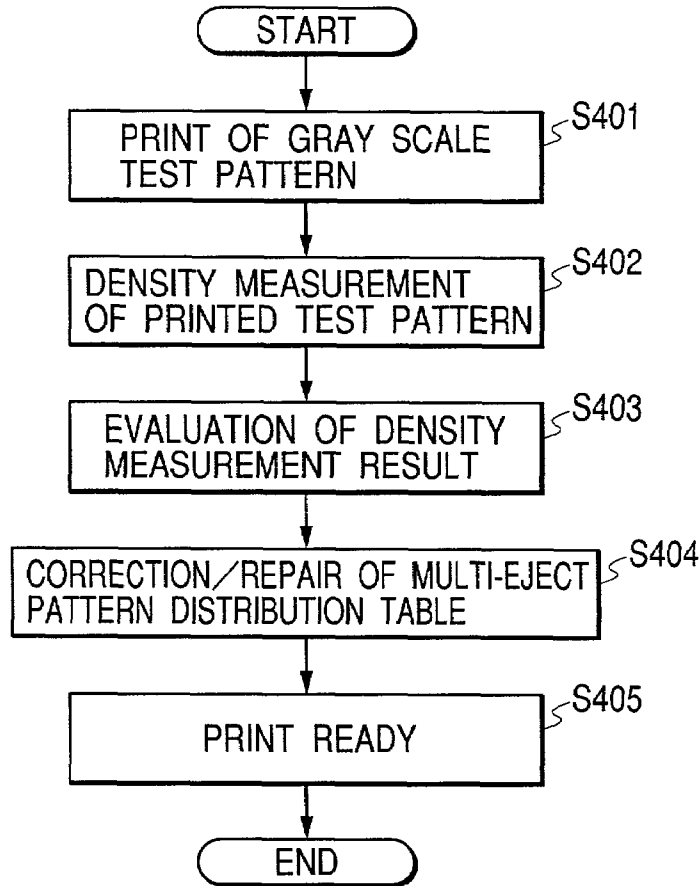 START
S401
PRINT OF GRAY SCALE
TEST PATTERN
S402
DENSITY MEASUREMENT
OF PRINTED TEST PATTERN
S403
EVALUATION OF DENSITY
MEASUREMENT RESULT
S404
CORRECTION/REPAIR OF MULTI-EJECT
PATTERN DISTRIBUTION TABLE
S405
PRINT READY
END